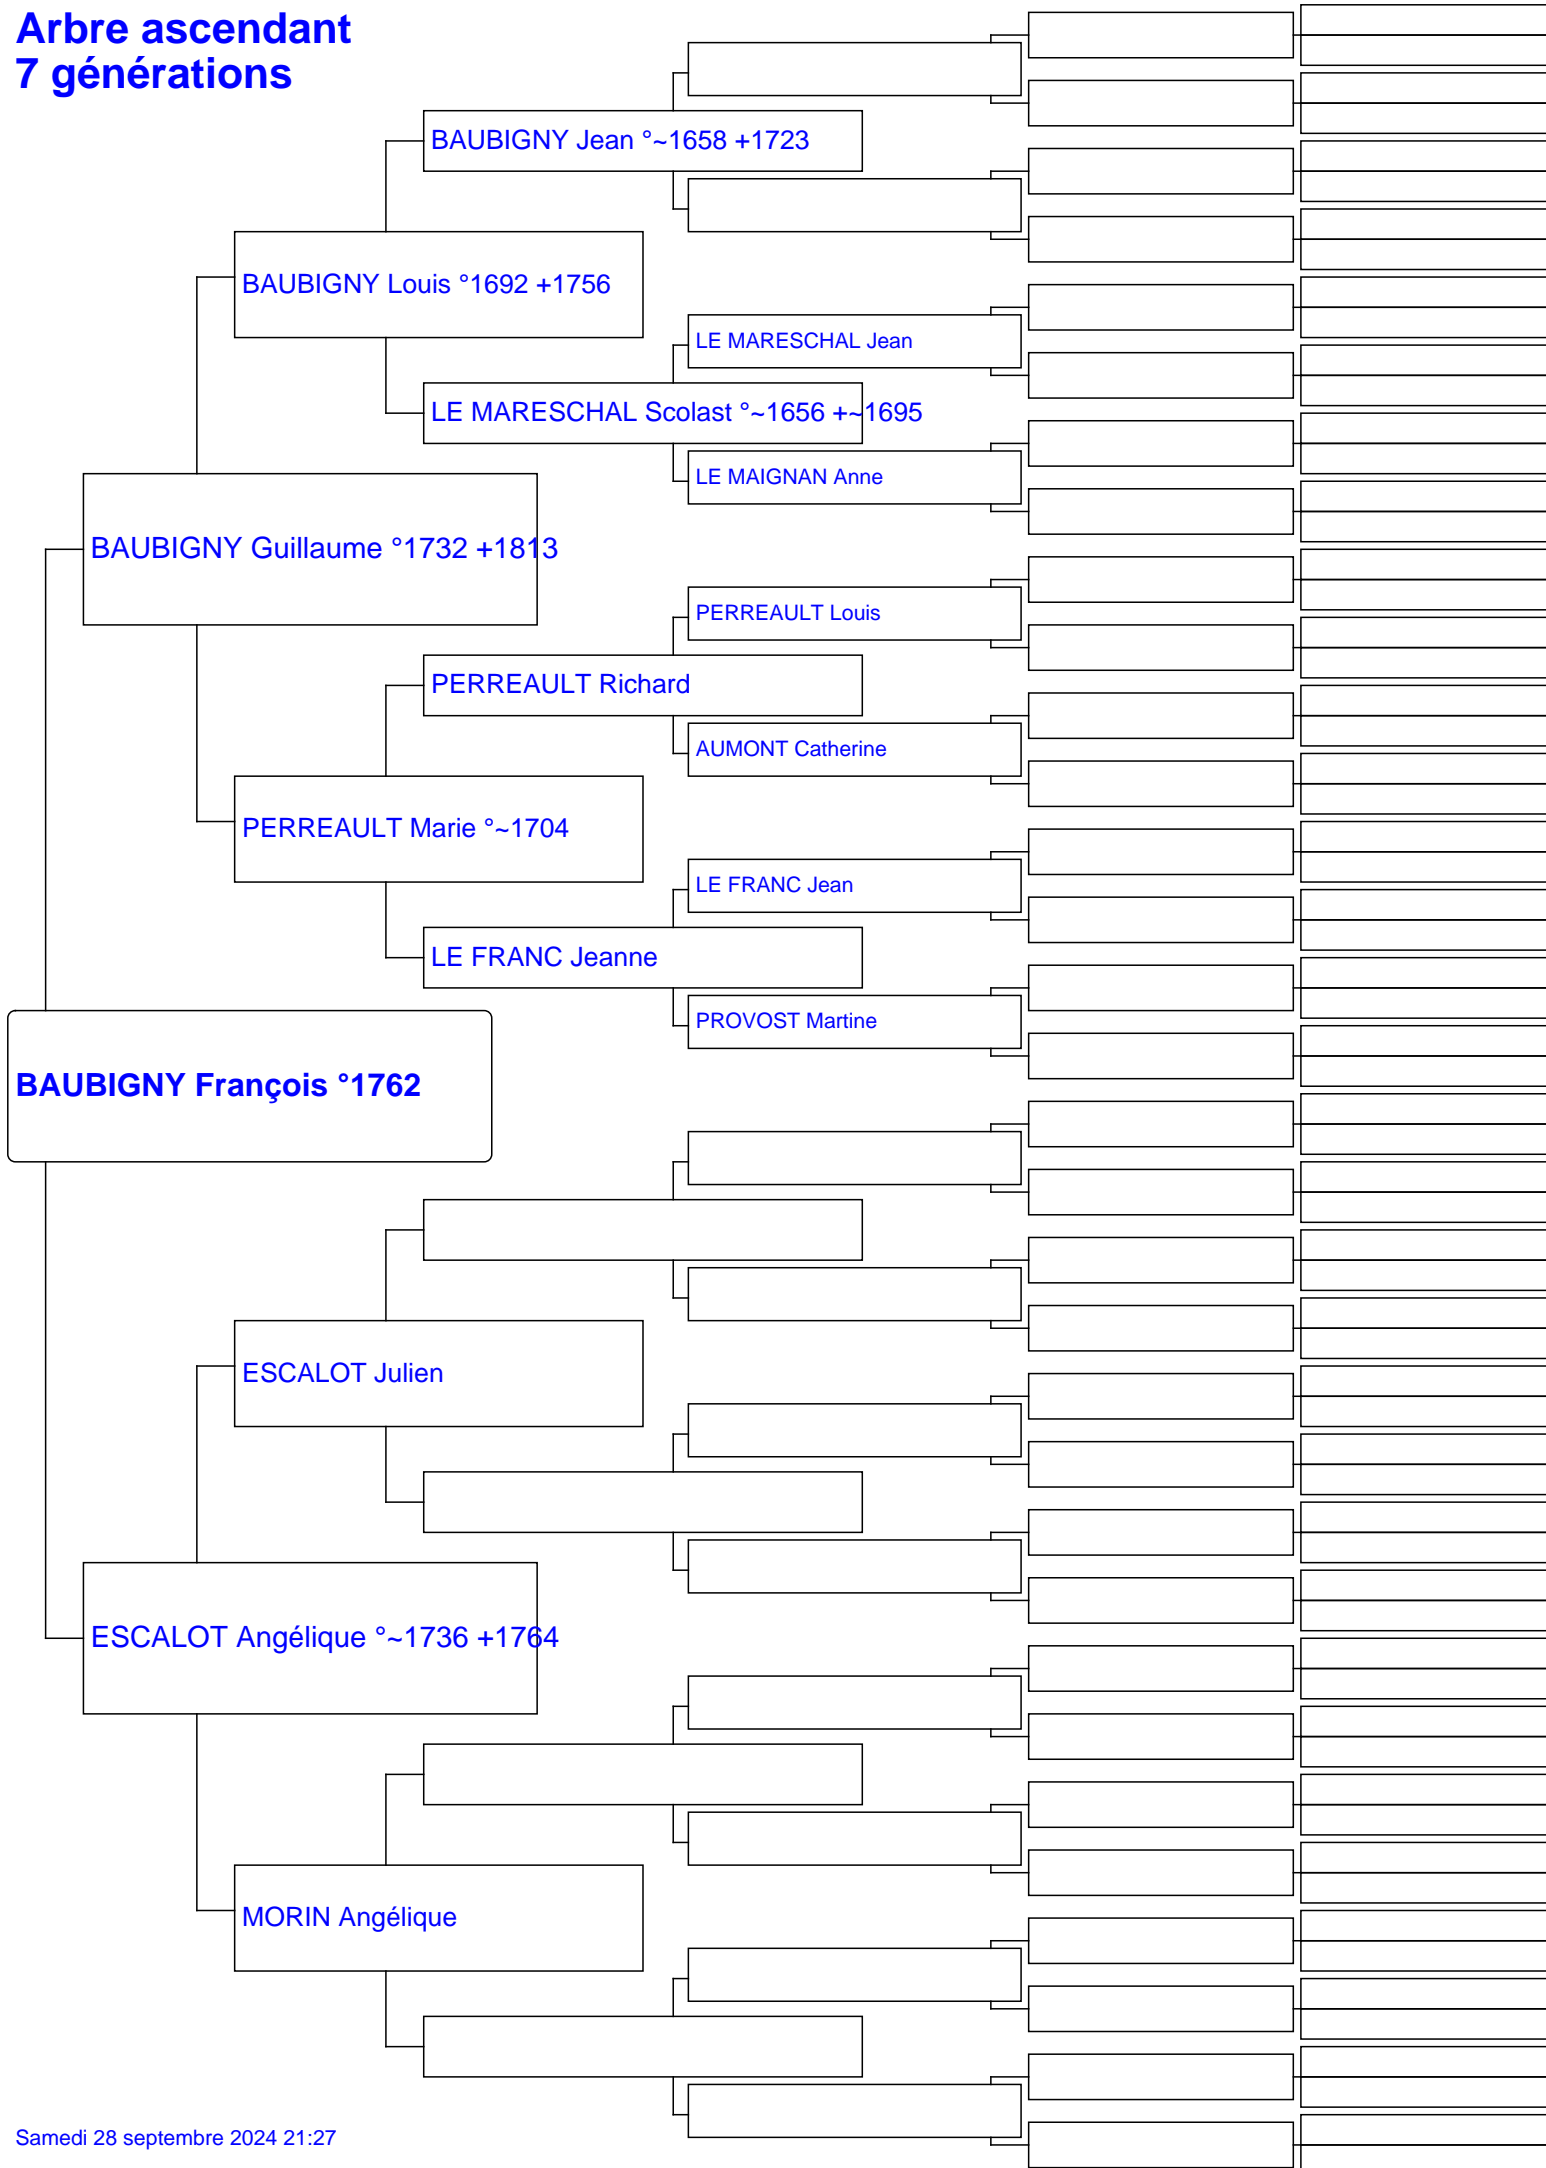 Arbre ascendant
7 générations
BAUBIGNY Jean °~1658 +1723
BAUBIGNY Louis °1692 +1756
LE MARESCHAL Jean
LE MARESCHAL Scolast °~1656 +~1695
LE MAIGNAN Anne
BAUBIGNY Guillaume °1732 +1813
PERREAULT Louis
PERREAULT Richard
AUMONT Catherine
PERREAULT Marie °~1704
LE FRANC Jean
LE FRANC Jeanne
PROVOST Martine
BAUBIGNY François °1762
ESCALOT Julien
ESCALOT Angélique °~1736 +1764
MORIN Angélique
Samedi 28 septembre 2024 21:27